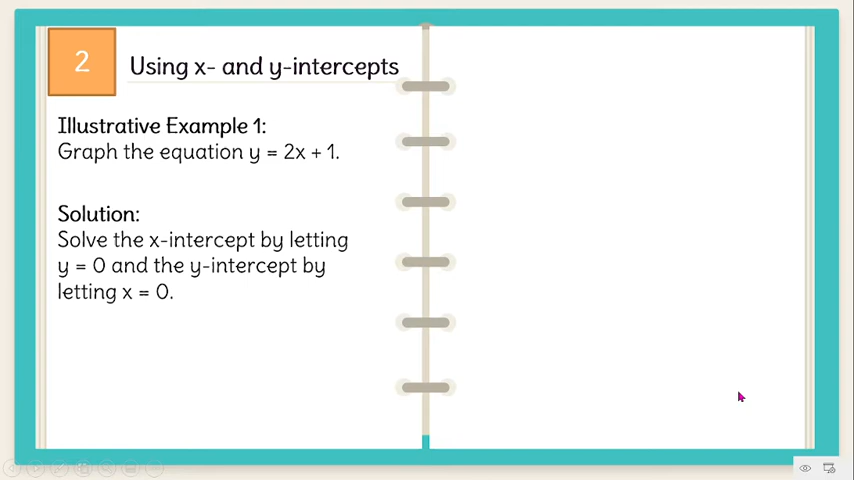 2
Using x- and y-intercepts
Illustrative Example 1:
Graph the equation y = 2x + 1.
Solution:
Solve the x-intercept by letting
y = 0 and the y-intercept by
letting x = 0.